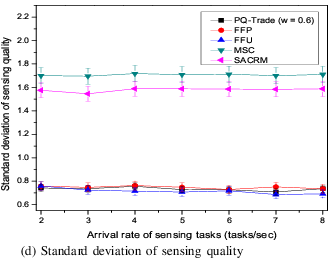 2.2
2.0
1.8
1.6
1.4
1.2
1.0
0.8
0.6
Standard deviation of sensing quality
PQ-Trade (w = 0.6)
FFP
FFU
MSC
SACRM
2 3 4 5 6 7 8
Arrival rate of sensing tasks (tasks/sec)
(d) Standard deviation of sensing quality